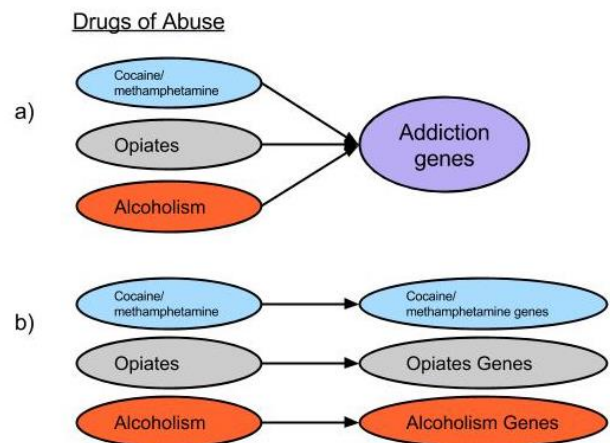 Drugs of Abuse
a)
Cocaine/
methamphetamine
Opiates
Alcoholism
Addiction
genes
b)
Cocaine/
methamphetamine
Cocaine/
methamphetamine genes
Opiates
Opiates Genes
Alcoholism
Alcoholism Genes